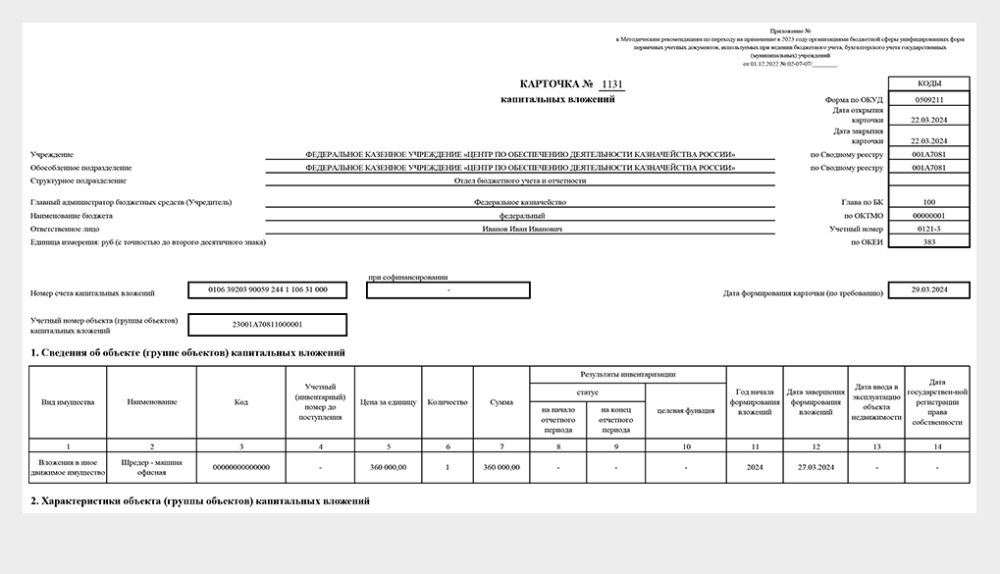 Приложение №
к Методическим рекомендациям по переходу на применение в 2023 году организациями бюджетной сферы унифицированных форм
первичных учетных документов, используемых при ведении бюджетного учета, бухгалтерского учета государственных
(муниципальных) учреждений
от 01.12.2022 № 02-07-07/________
КАРТОЧКА № 1131
капитальных вложений
КОДЫ
Форма по ОКУД 0509211
Дата открытия
карточки 22.03.2024
Дата закрытия
карточки 22.03.2024
Учреждение ФЕДЕРАЛЬНОЕ КАЗЕННОЕ УЧРЕЖДЕНИЕ «ЦЕНТР ПО ОБЕСПЕЧЕНИЮ ДЕЯТЕЛЬНОСТИ КАЗНАЧЕЙСТВА РОССИИ» по Сводному реестру 001А7081
Обособленное подразделение ФЕДЕРАЛЬНОЕ КАЗЕННОЕ УЧРЕЖДЕНИЕ «ЦЕНТР ПО ОБЕСПЕЧЕНИЮ ДЕЯТЕЛЬНОСТИ КАЗНАЧЕЙСТВА РОССИИ» по Сводному реестру 001А7081
Структурное подразделение Отдел бюджетного учета и отчетности
Главный администратор бюджетных средств (Учредитель) Федеральное казначейство Глава по БК 100
Наименование бюджета федеральный по ОКТМО 00000001
Ответственное лицо Иванов Иван Иванович Учетный номер 0121-3
Единица измерения: руб (с точностью до второго десятичного знака) по ОКЕИ 383
при софинансировании
Номер счета капитальных вложений 0106 39203 90059 244 1 106 31 000 - Дата формирования карточки (по требованию) 29.03.2024
Учетный номер объекта (группы объектов)
капитальных вложений 23001А70811000001
1. Сведения об объекте (группе объектов) капитальных вложений
Вид имущества
Наименование
Код
Учетный
(инвентарный)
номер до
поступления
Цена за единицу
Количество
Сумма
Результаты инвентаризации
статус
на начало
отчетного
периода
на конец
отчетного
периода
целевая функция
Год начала
формирования
вложений
Дата завершения
формирования
вложений
Дата ввода в
эксплуатацию
объекта
недвижимости
Дата
государствен-ной
регистрации
права
собственности
1 2 3 4 5 6 7 8 9 10 11 12 13 14
Вложения в иное
движимое имущество
Шредер - машина
офисная
00000000000000 - 360 000,00 1 360 000,00 - - - 2024 27.03.2024 - -
2. Характеристики объекта (группы объектов) капитальных вложений